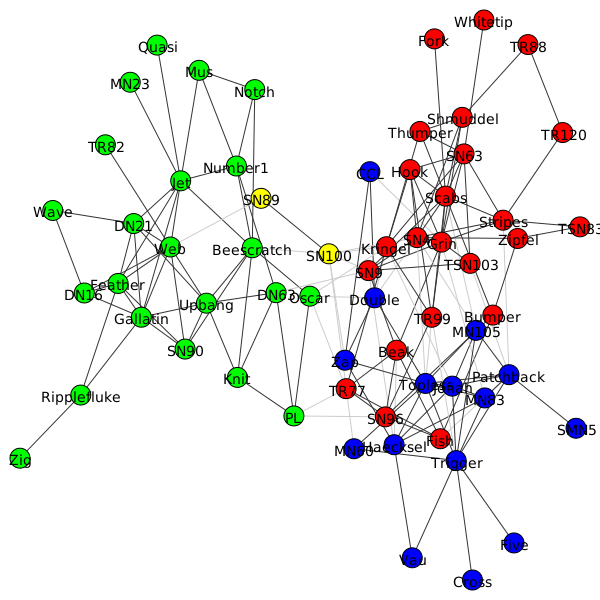 Whitetip
Fork
Quasi
TR88
Mus
MN23
Notch
Shmuddel
Thumper
TR120
TR82
SN63
Number1
CCL
Hook
Jet
SN89
Scabs
Wave
DN21
Stripes
TSN83
Zipfel
Web
Beescratch
Kringel
Grin
SN100
TSN103
SN9
Feather
DN16
DN63
Oscar
Double
Upbang
Gallatin
TR99
Bumper
MN105
SN90
Beak
Zap
Knit
Patchback
TR77
Jonah
Ripplefluke
MN83
PL
SN96
SMN5
Fish
Haecksel
MN60
Zig
Trigger
Five
Vau
Cross